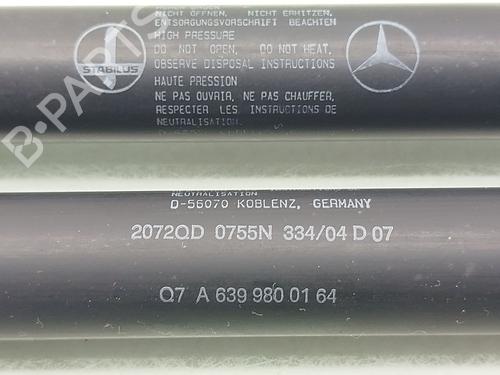 NICHT ÖFFNEN, NICHT ERHITZEN,
ENTSORGUNGSVORSCHRIFT BEACHTEN
HIGH PRESSURE
DO NOT OPEN, DO NOT HEAT,
OBSERVE DISPOSAL INSTRUCTIONS
HAUTE PRESSION
NE PAS OUVRIR, NE PAS CHAUFFER,
RESPECTER LES INSTRUCTIONS DE
NEUTRALISATION.
STABILUS
B-PARTS
NEUTRALISATION
D-56070 KOBLENZ, GERMANY
2072QD 0755N 334/04 D 07
Q7 A 639 980 01 64